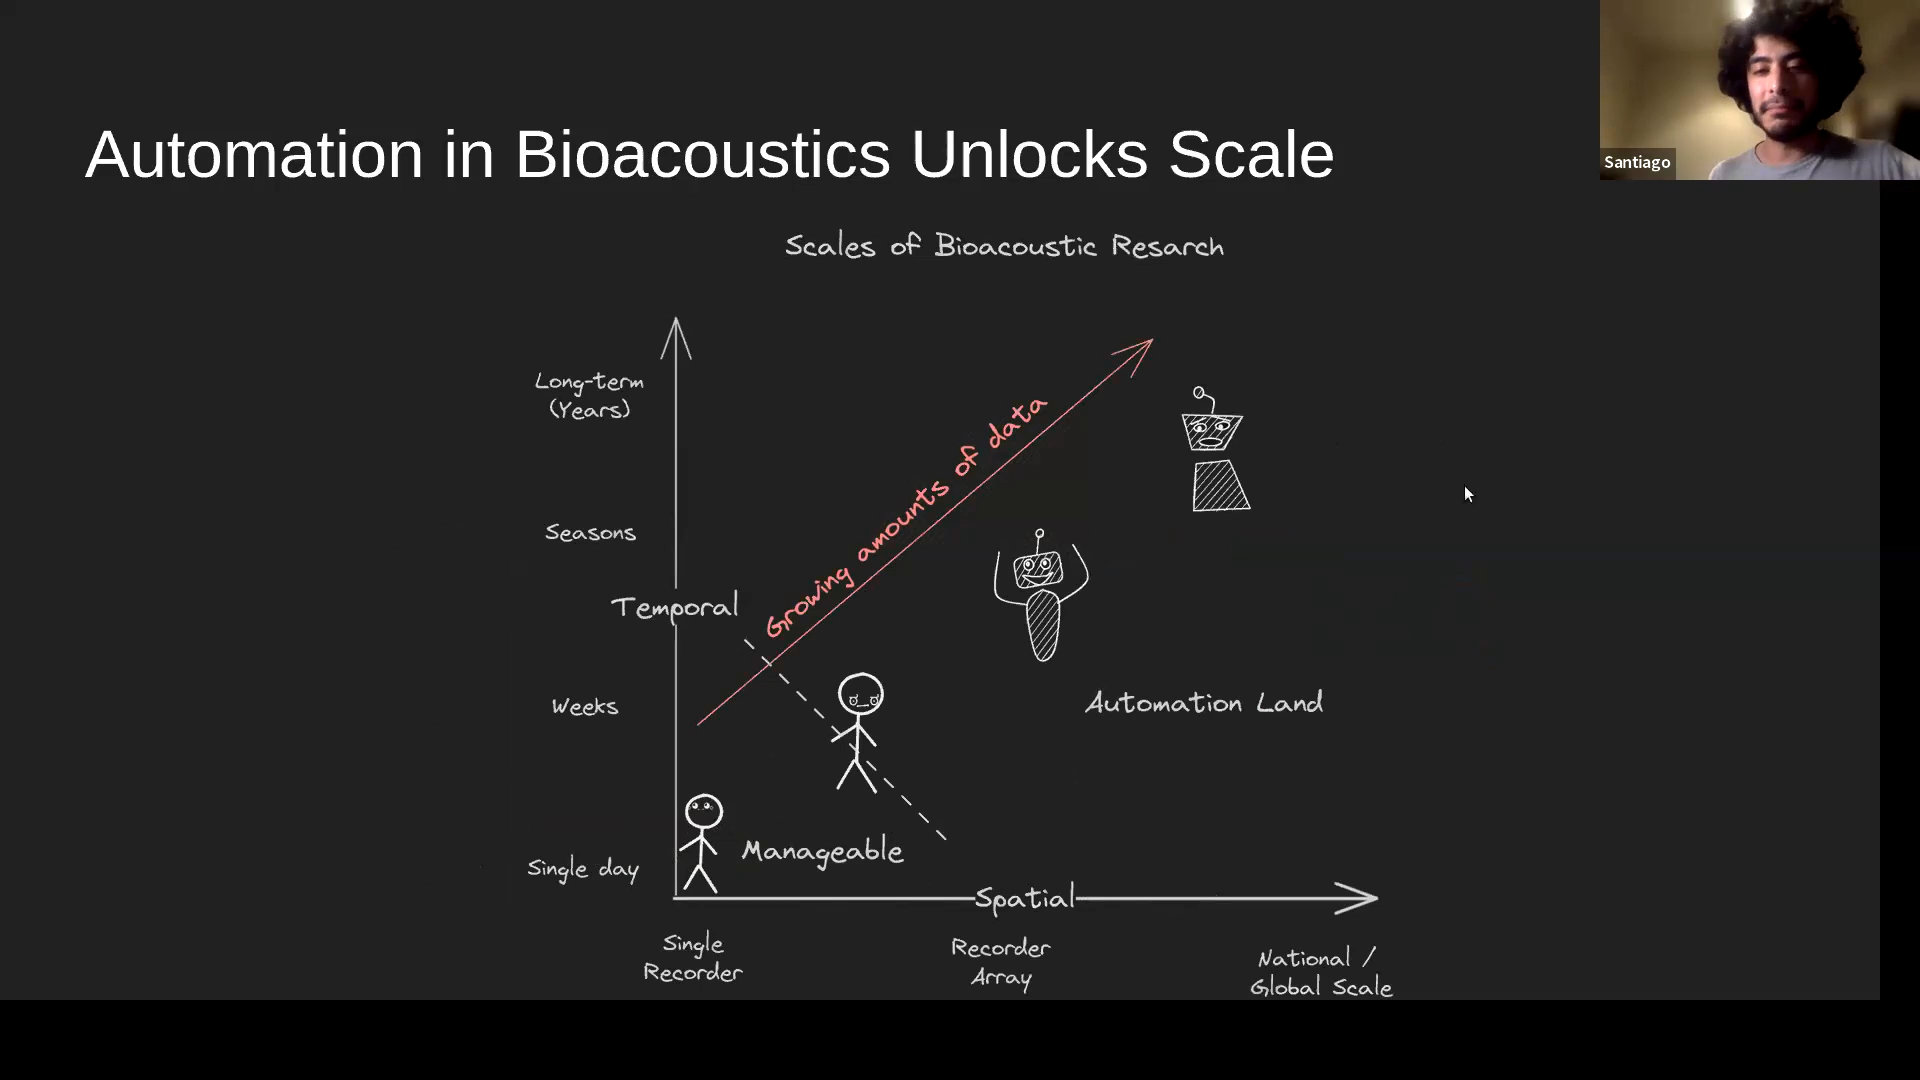 Automation in Bioacoustics Unlocks Scale
Santiago
Scales of Bioacoustic Resarch
Long-term
(Years)
Growing amounts of data
Seasons
Temporal
Weeks
Automation Land
Manageable
Single day
Spatial
Single
Recorder
Recorder
Array
National /
Global Scale